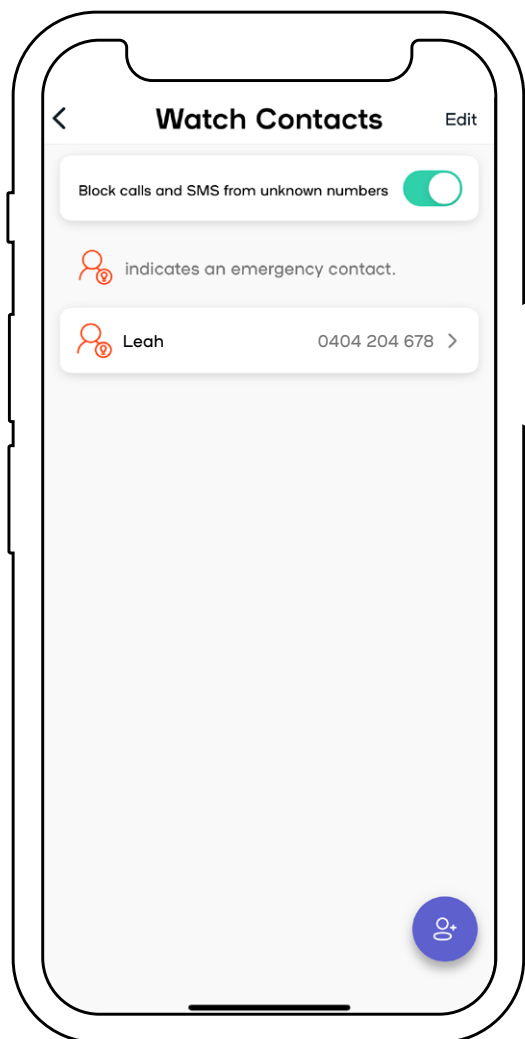 Watch Contacts Edit
Block calls and SMS from unknown numbers
indicates an emergency contact.
Leah 0404 204 678